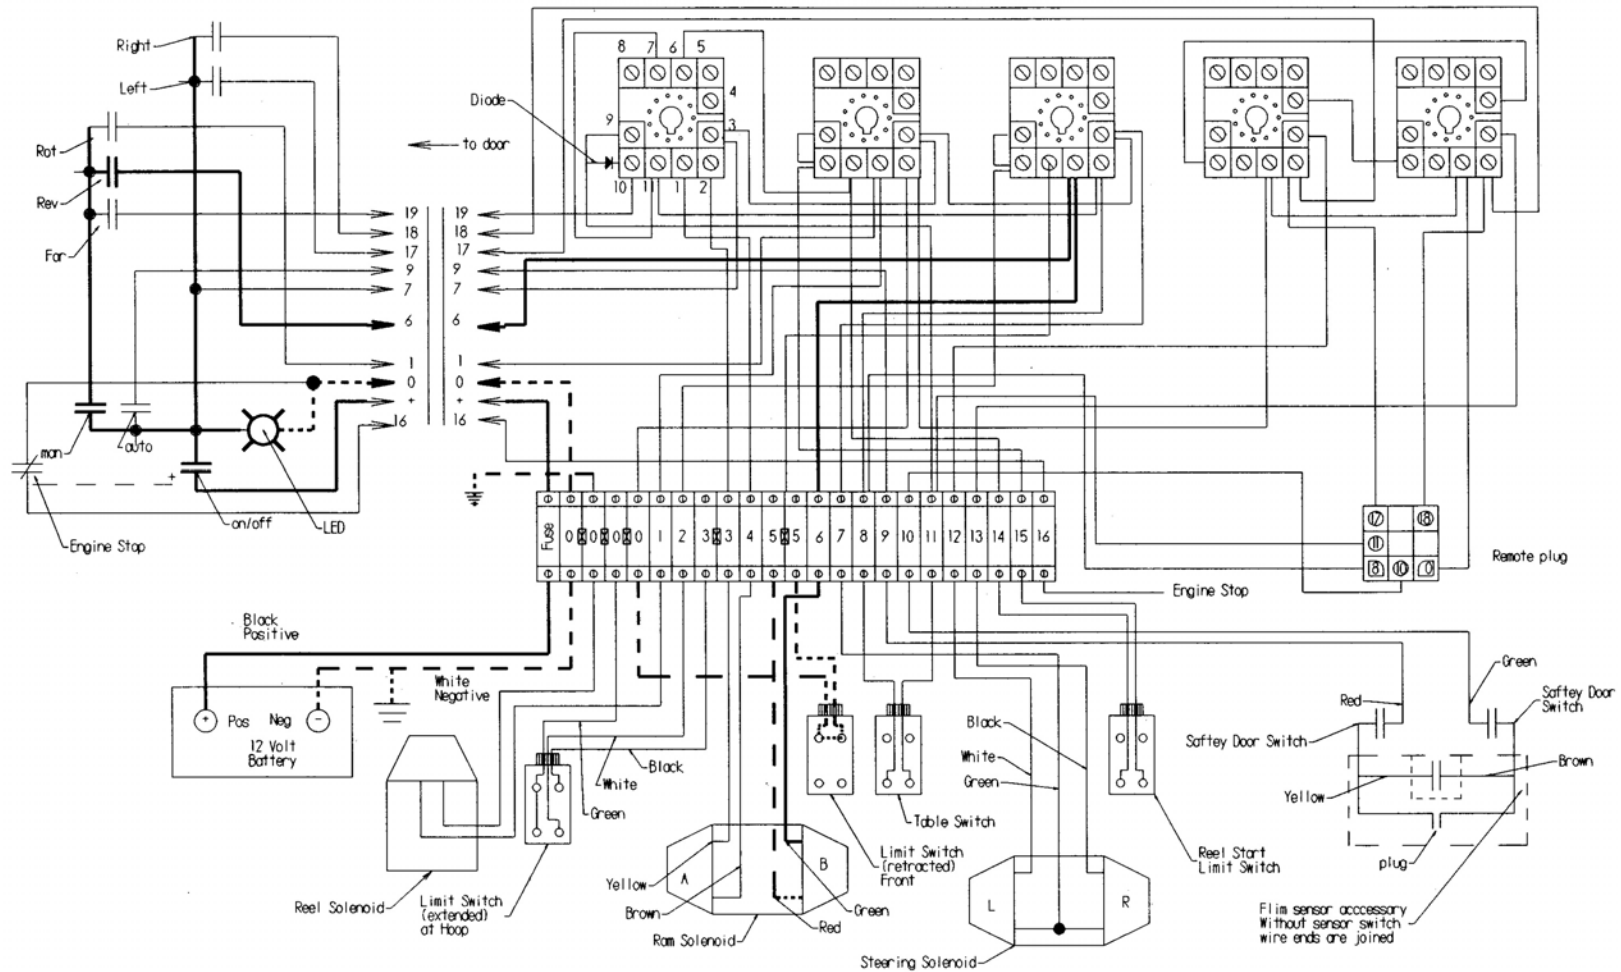 Right
Left
Rot
Rev
For
to door
Diode
8 7 6 5
4
3
9
10 11 1 2
19 19
18 18
17 17
9 9
7 7
6 6
1 1
0 0
+ +
16 16
man
auto
+
on/off
LED
Engine Stop
Fuse 0 0 0 0 1 2 3 3 4 5 5 6 7 8 9 10 11 12 13 14 15 16
17 18
11
8 10 0
Remote plug
Engine Stop
Black
Positive
White
Negative
+ Pos Neg −
12 Volt
Battery
Reel Solenoid
Limit Switch
(extended)
at Hoop
Black
White
Green
Yellow
Brown
A
B
Green
Red
Ram Solenoid
Limit Switch
(retracted)
Front
Table Switch
Black
White
Green
L
R
Steering Solenoid
Reel Start
Limit Switch
Green
Red
Saftey Door
Switch
Saftey Door Switch
Brown
Yellow
plug
Flim sensor acccessary
Without sensor switch
wire ends are joined